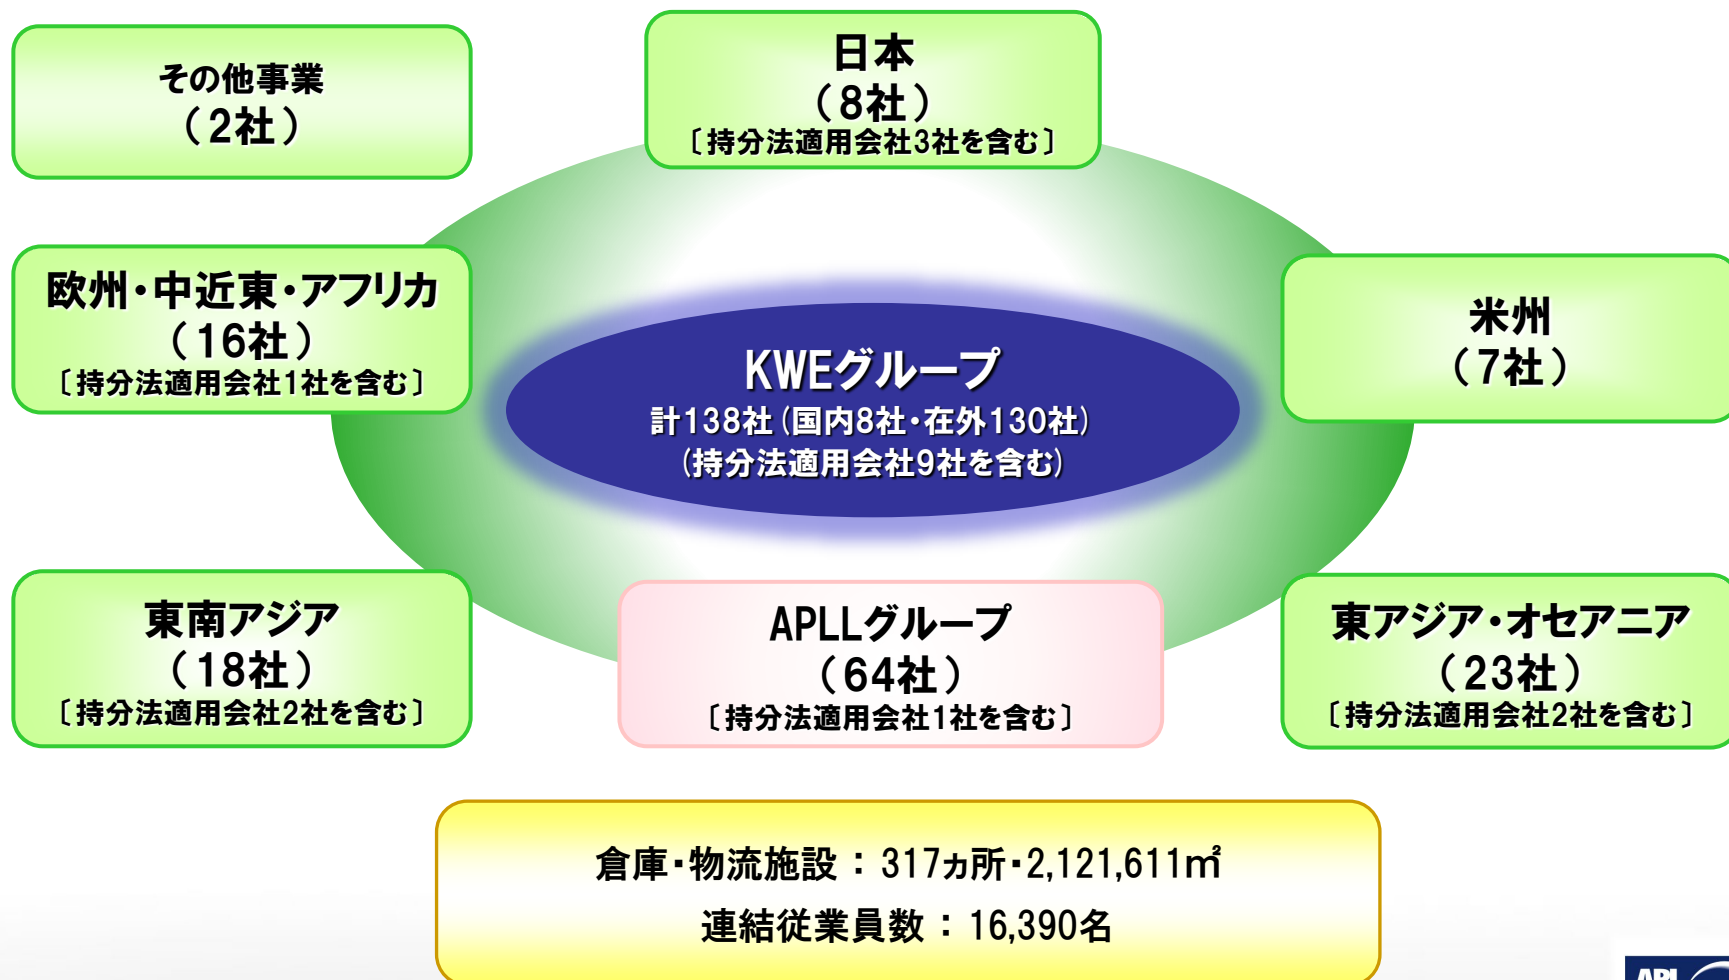 その他事業
（2社）
日本
（8社）
〔持分法適用会社3社を含む〕
欧州・中近東・アフリカ
（16社）
〔持分法適用会社1社を含む〕
米州
（7社）
KWEグループ
計138社(国内8社・在外130社)
(持分法適用会社9社を含む)
東南アジア
（18社）
〔持分法適用会社2社を含む〕
APLLグループ
（64社）
〔持分法適用会社1社を含む〕
東アジア・オセアニア
（23社）
〔持分法適用会社2社を含む〕
倉庫・物流施設：317ヵ所・2,121,611㎡
連結従業員数：16,390名
APL